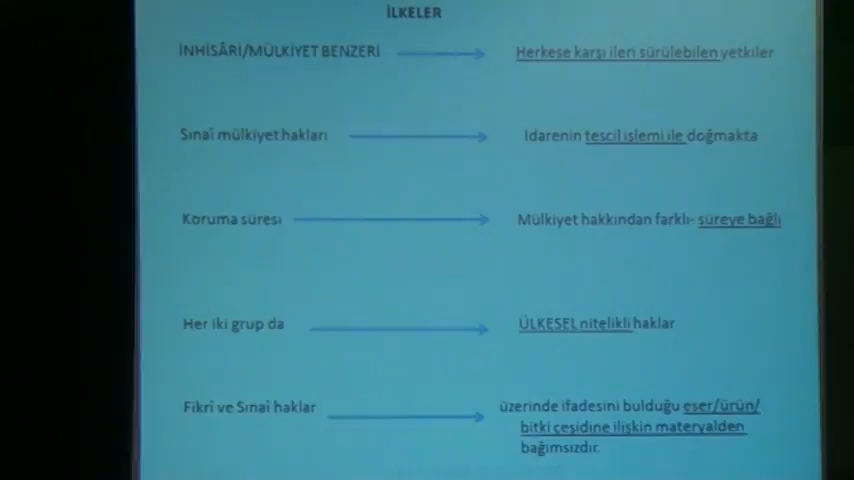 İLKELER
İNHİSÂRİ/MÜLKİYET BENZERİ Herkese karşı ileri sürülebilen yetkiler
Sınaî mülkiyet hakları İdarenin tescil işlemi ile doğmakta
Koruma süresi Mülkiyet hakkından farklı- süreye bağlı
Her iki grup da ÜLKESEL nitelikli haklar
Fikrî ve Sınaî haklar üzerinde ifadesini bulduğu eser/ürün/
bitki çeşidine ilişkin materyalden
bağımsızdır.